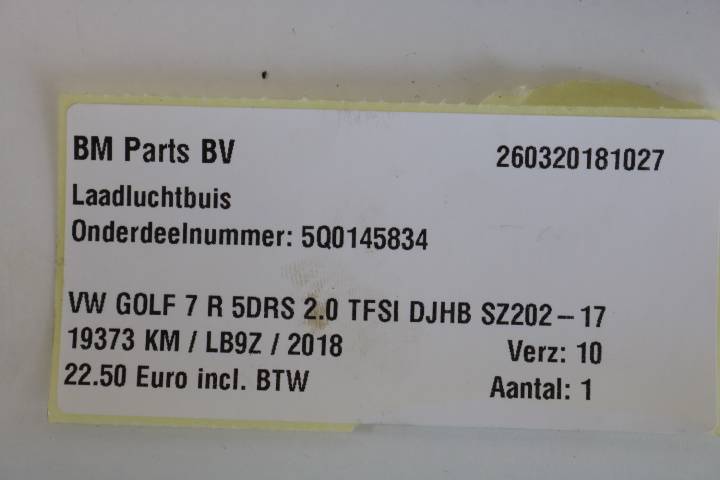 BM Parts BV 260320181027
Laadluchtbuis
Onderdeelnummer: 5Q0145834
VW GOLF 7 R 5DRS 2.0 TFSI DJHB SZ202-17
19373 KM / LB9Z / 2018 Verz: 10
22.50 Euro incl. BTW Aantal: 1